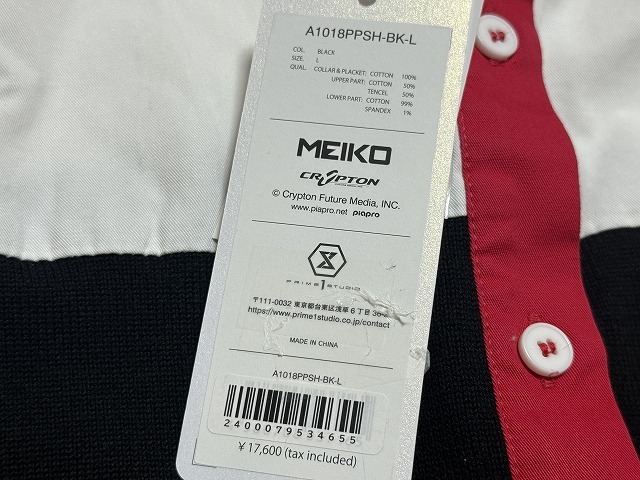 A1018PPSH-BK-L
COL. BLACK
SIZE. L
QUAL. COLLAR & PLACKET: COTTON 100%
UPPER PART: COTTON 50%
TENCEL 50%
LOWER PART: COTTON 99%
SPANDEX 1%
MEIKO
CRYPTON
© Crypton Future Media, INC.
www.piapro.net piapro
PRIME 1 STUDIO
〒111-0032 東京都台東区浅草6丁目36-
https://www.prime1studio.co.jp/contact
MADE IN CHINA
A1018PPSH-BK-L
2400079534655
¥ 17,600 (tax included)